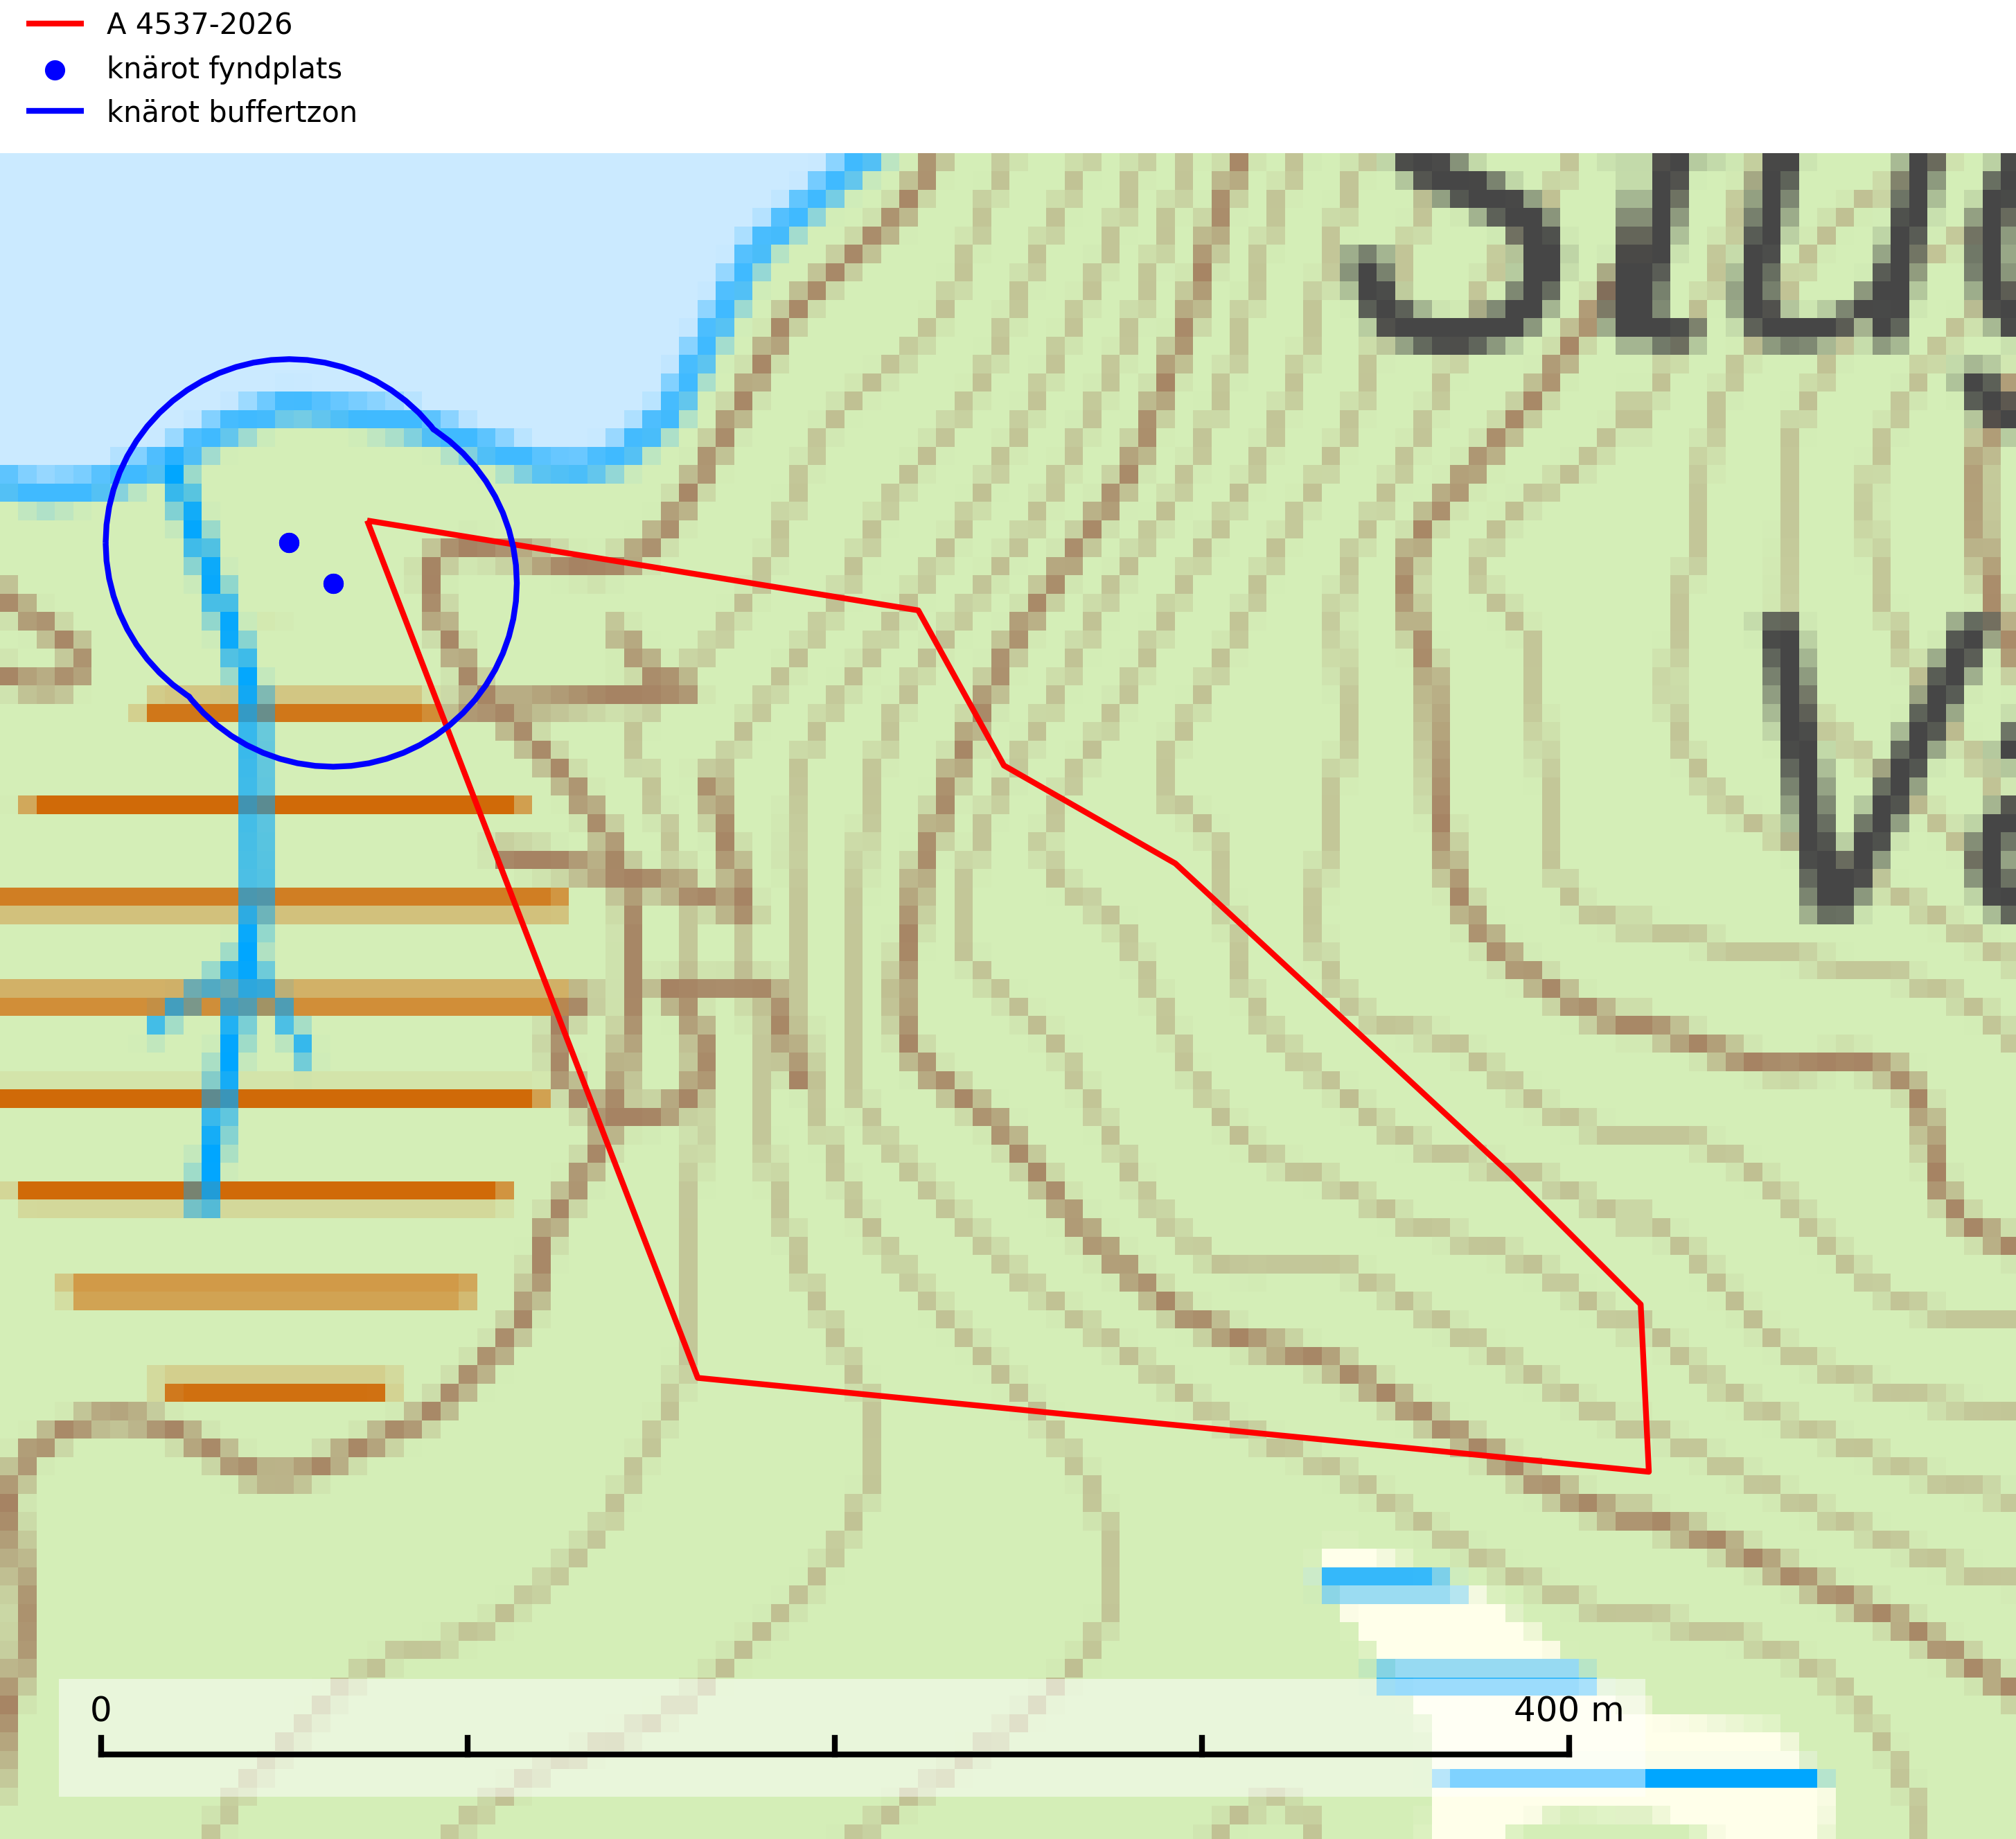 A 4537-2026
knärot fyndplats
knärot buffertzon
0
400 m